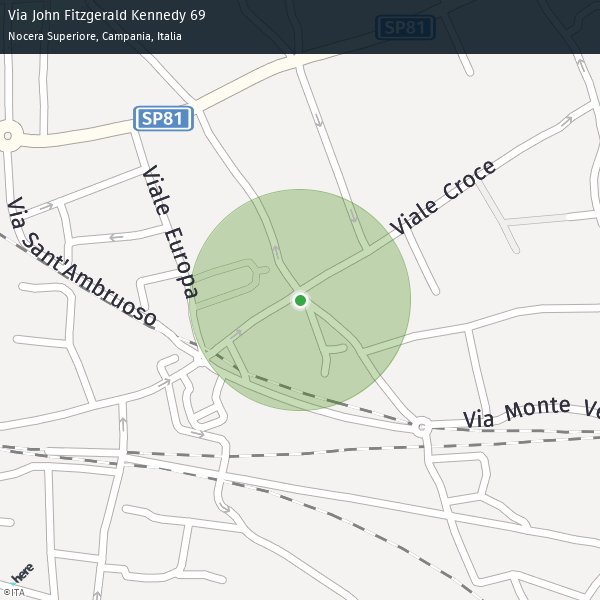 Via John Fitzgerald Kennedy 69
Nocera Superiore, Campania, Italia
SP81
SP81
Viale Croce
Viale Europa
Via Sant'Ambruoso
Via Monte Ve
here
©ITA